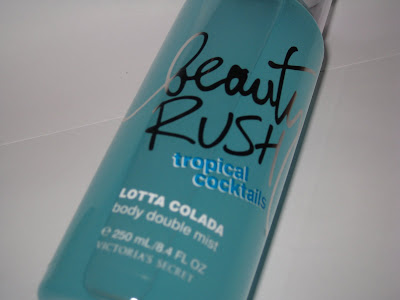 beauty
RUSH
tropical
cocktails
LOTTA COLADA
body double mist
℮ 250 mL/8.4 FL OZ
VICTORIA'S SECRET